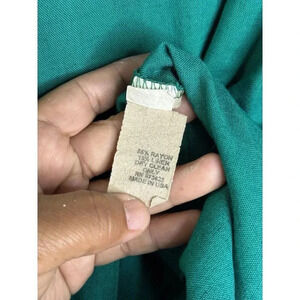 85% RAYON
15% LINEN
DRY CLEAN
ONLY
RN
MADE IN USA